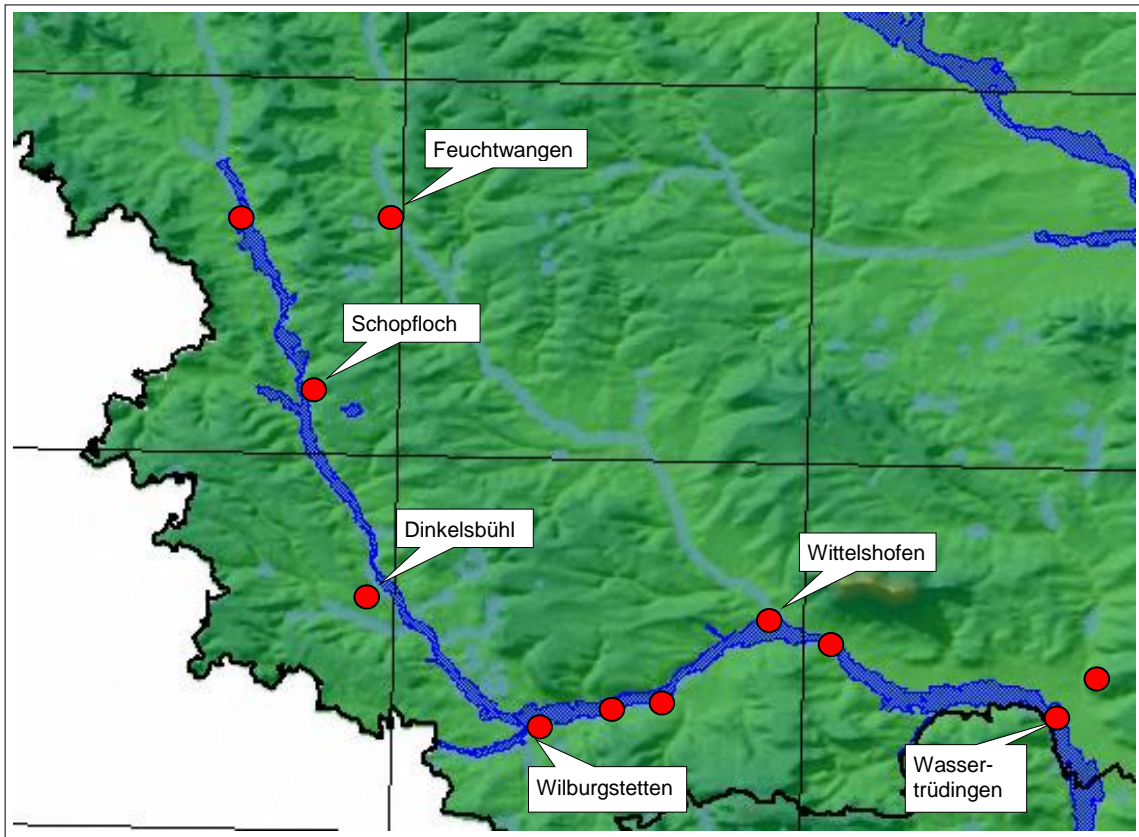 Feuchtwangen
Schopfloch
Dinkelsbühl
Wittelshofen
Wilburgstetten
Wasser-
trüdingen